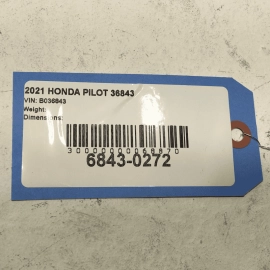 2021 HONDA PILOT 36843
VIN: B036843
Weight:
Dimensions:
6843-0272